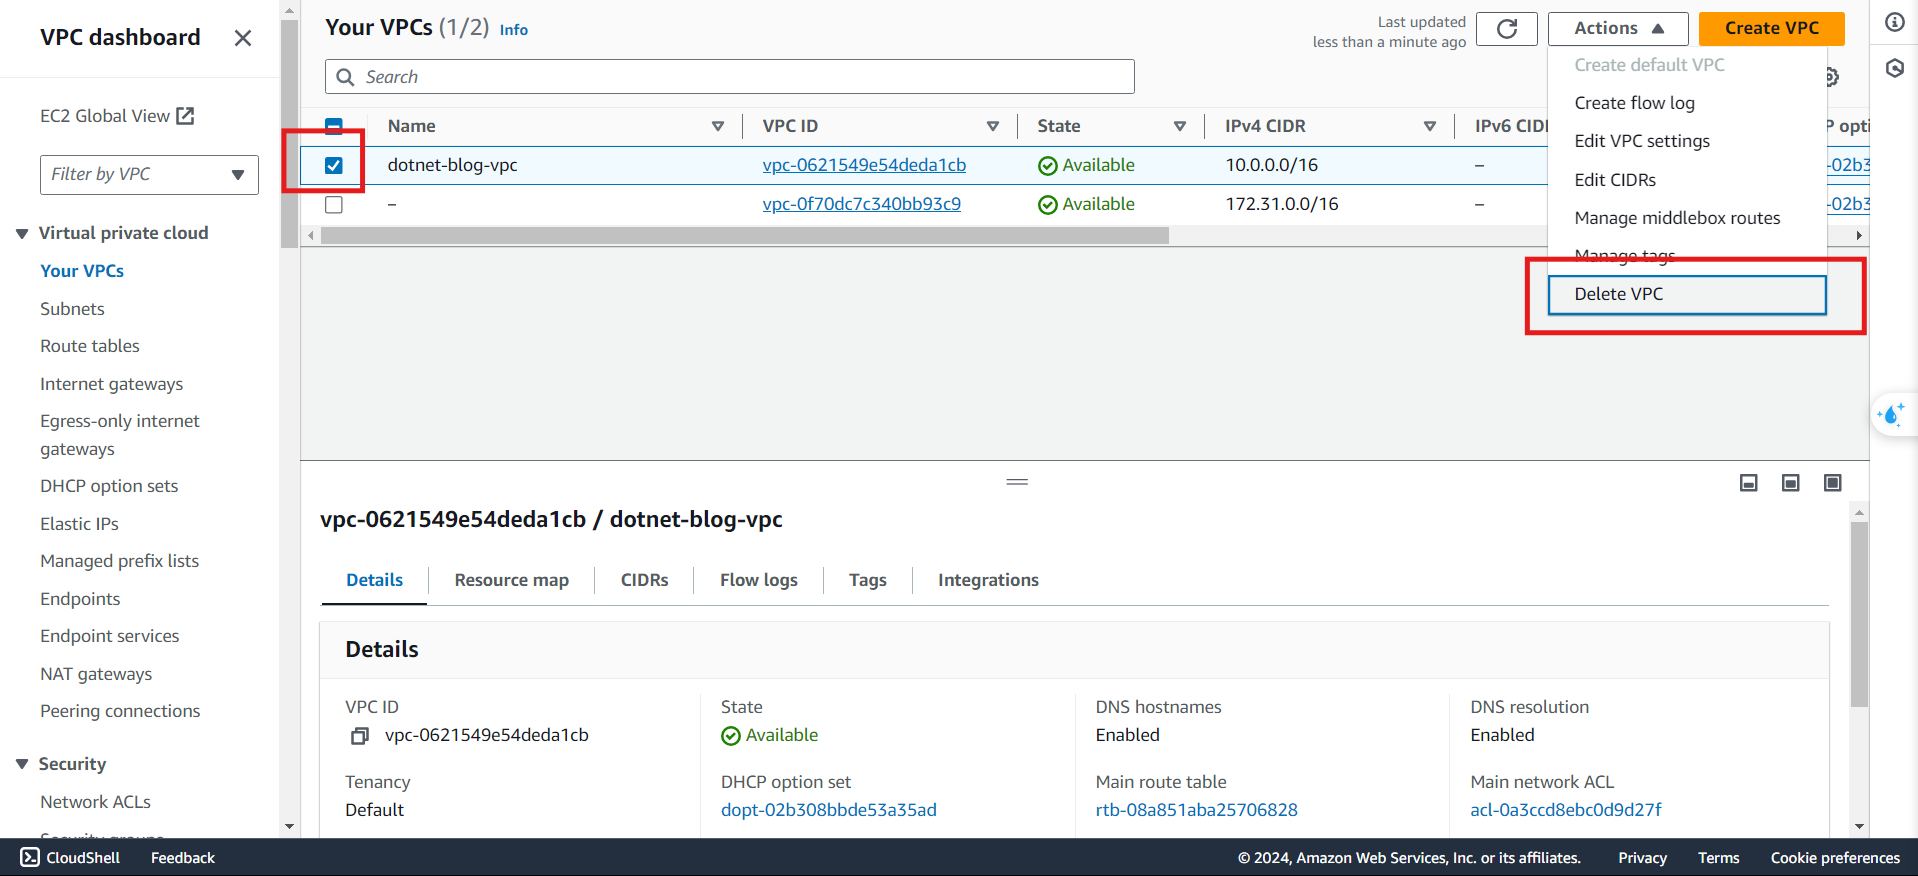 VPC dashboard
EC2 Global View
Filter by VPC
Virtual private cloud
Your VPCs
Subnets
Route tables
Internet gateways
Egress-only internet
gateways
DHCP option sets
Elastic IPs
Managed prefix lists
Endpoints
Endpoint services
NAT gateways
Peering connections
Security
Network ACLs
Security groups
Your VPCs (1/2) Info
Last updated
less than a minute ago
Actions
Create VPC
Search
Create default VPC
Create flow log
Edit VPC settings
Edit CIDRs
Manage middlebox routes
Manage tags
Delete VPC
Name VPC ID State IPv4 CIDR IPv6 CID P opti
dotnet-blog-vpc vpc-0621549e54deda1cb Available 10.0.0.0/16 – -02b3
– vpc-0f70dc7c340bb93c9 Available 172.31.0.0/16 – -02b3
vpc-0621549e54deda1cb / dotnet-blog-vpc
Details Resource map CIDRs Flow logs Tags Integrations
Details
VPC ID
vpc-0621549e54deda1cb
State
Available
DNS hostnames
Enabled
DNS resolution
Enabled
Tenancy
Default
DHCP option set
dopt-02b308bbde53a35ad
Main route table
rtb-08a851aba25706828
Main network ACL
acl-0a3ccd8ebc0d9d27f
CloudShell Feedback © 2024, Amazon Web Services, Inc. or its affiliates. Privacy Terms Cookie preferences